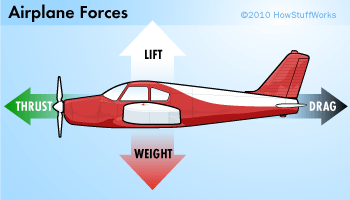 Airplane Forces
©2010 HowStuffWorks
LIFT
THRUST
DRAG
WEIGHT